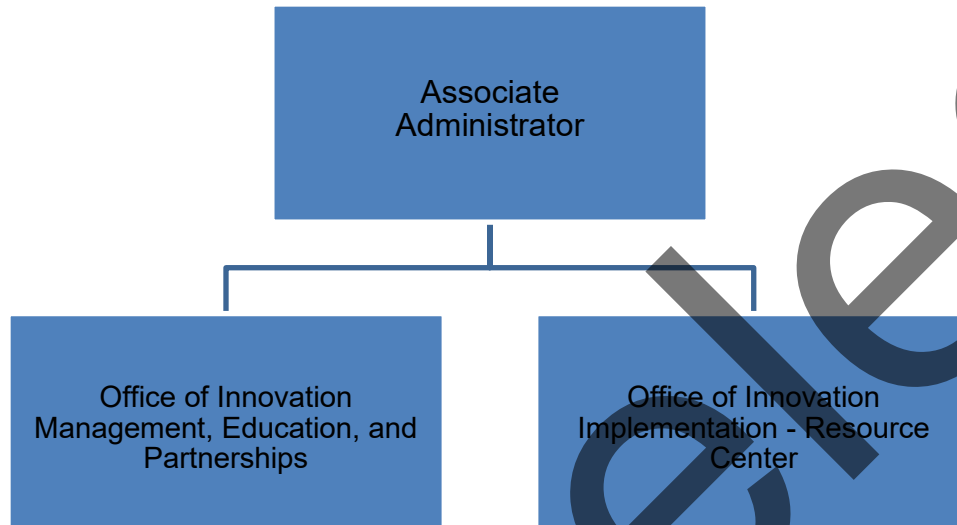 Associate
Administrator
Office of Innovation
Management, Education, and
Partnerships
Office of Innovation
Implementation - Resource
Center